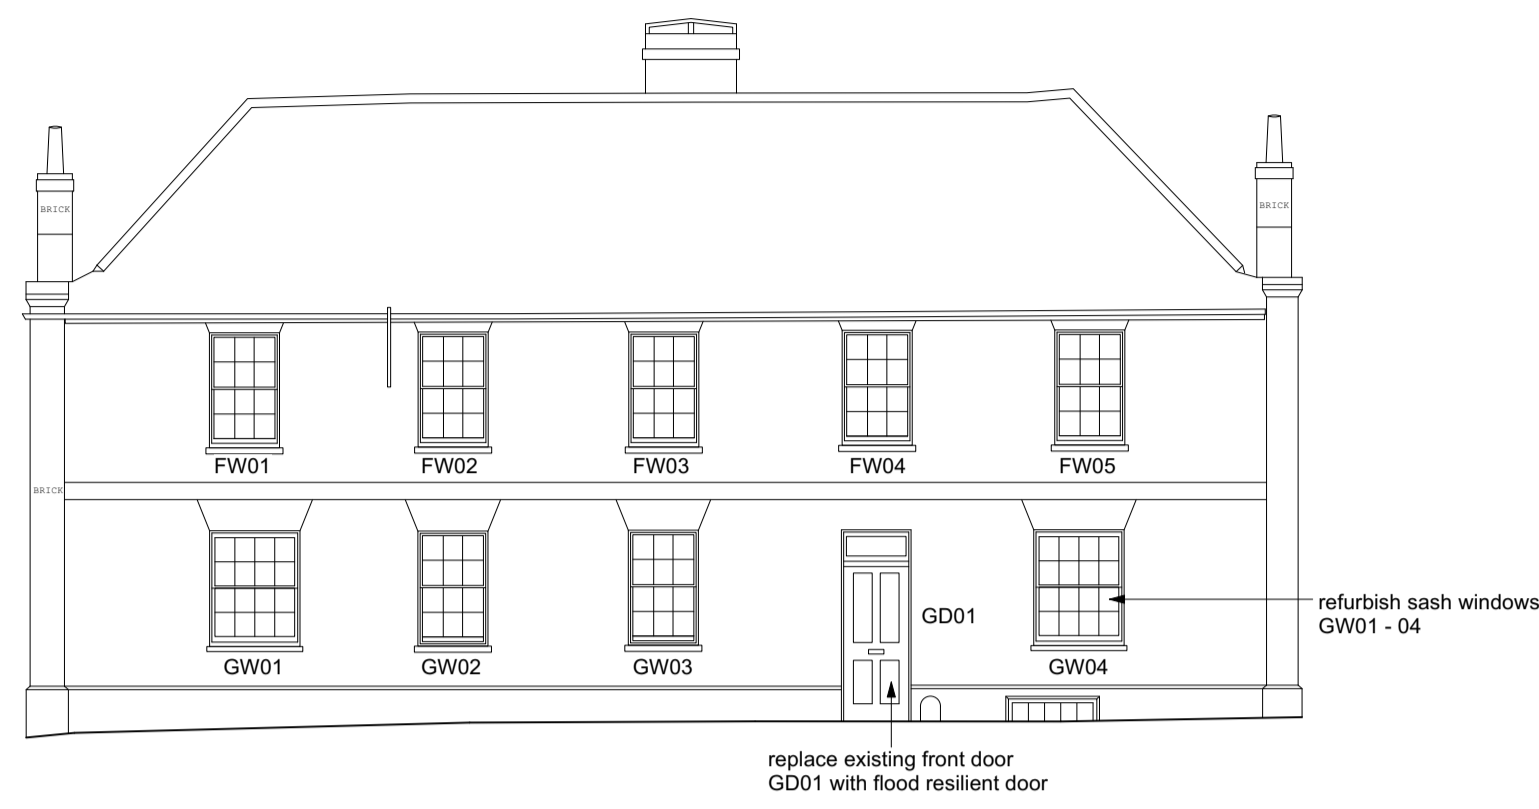 BRICK
BRICK
FW01
FW02
FW03
FW04
FW05
BRICK
GD01
refurbish sash windows
GW01 - 04
GW01
GW02
GW03
GW04
replace existing front door
GD01 with flood resilient door